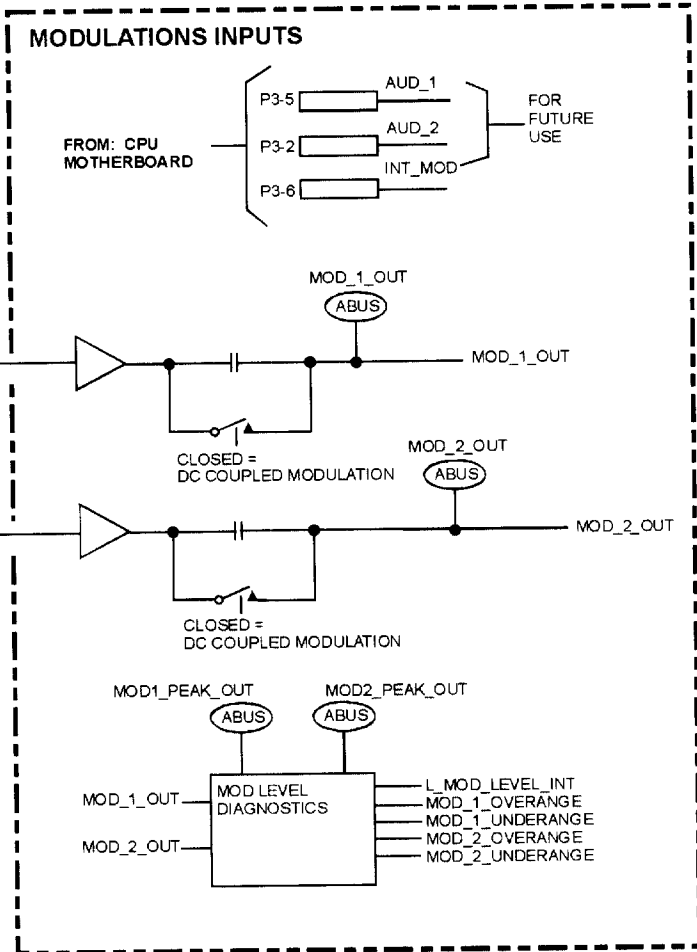 MODULATIONS INPUTS
AUD_1
P3-5
FOR
FUTURE
USE
AUD_2
FROM: CPU
MOTHERBOARD
P3-2
INT_MOD
P3-6
MOD_1_OUT
ABUS
MOD_1_OUT
CLOSED =
DC COUPLED MODULATION
MOD_2_OUT
ABUS
MOD_2_OUT
CLOSED =
DC COUPLED MODULATION
MOD1_PEAK_OUT
MOD2_PEAK_OUT
ABUS
ABUS
MOD LEVEL
DIAGNOSTICS
MOD_1_OUT
MOD_2_OUT
L_MOD_LEVEL_INT
MOD_1_OVERANGE
MOD_1_UNDERANGE
MOD_2_OVERANGE
MOD_2_UNDERANGE